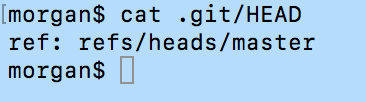 morgan$ cat .git/HEAD
ref: refs/heads/master
morgan$